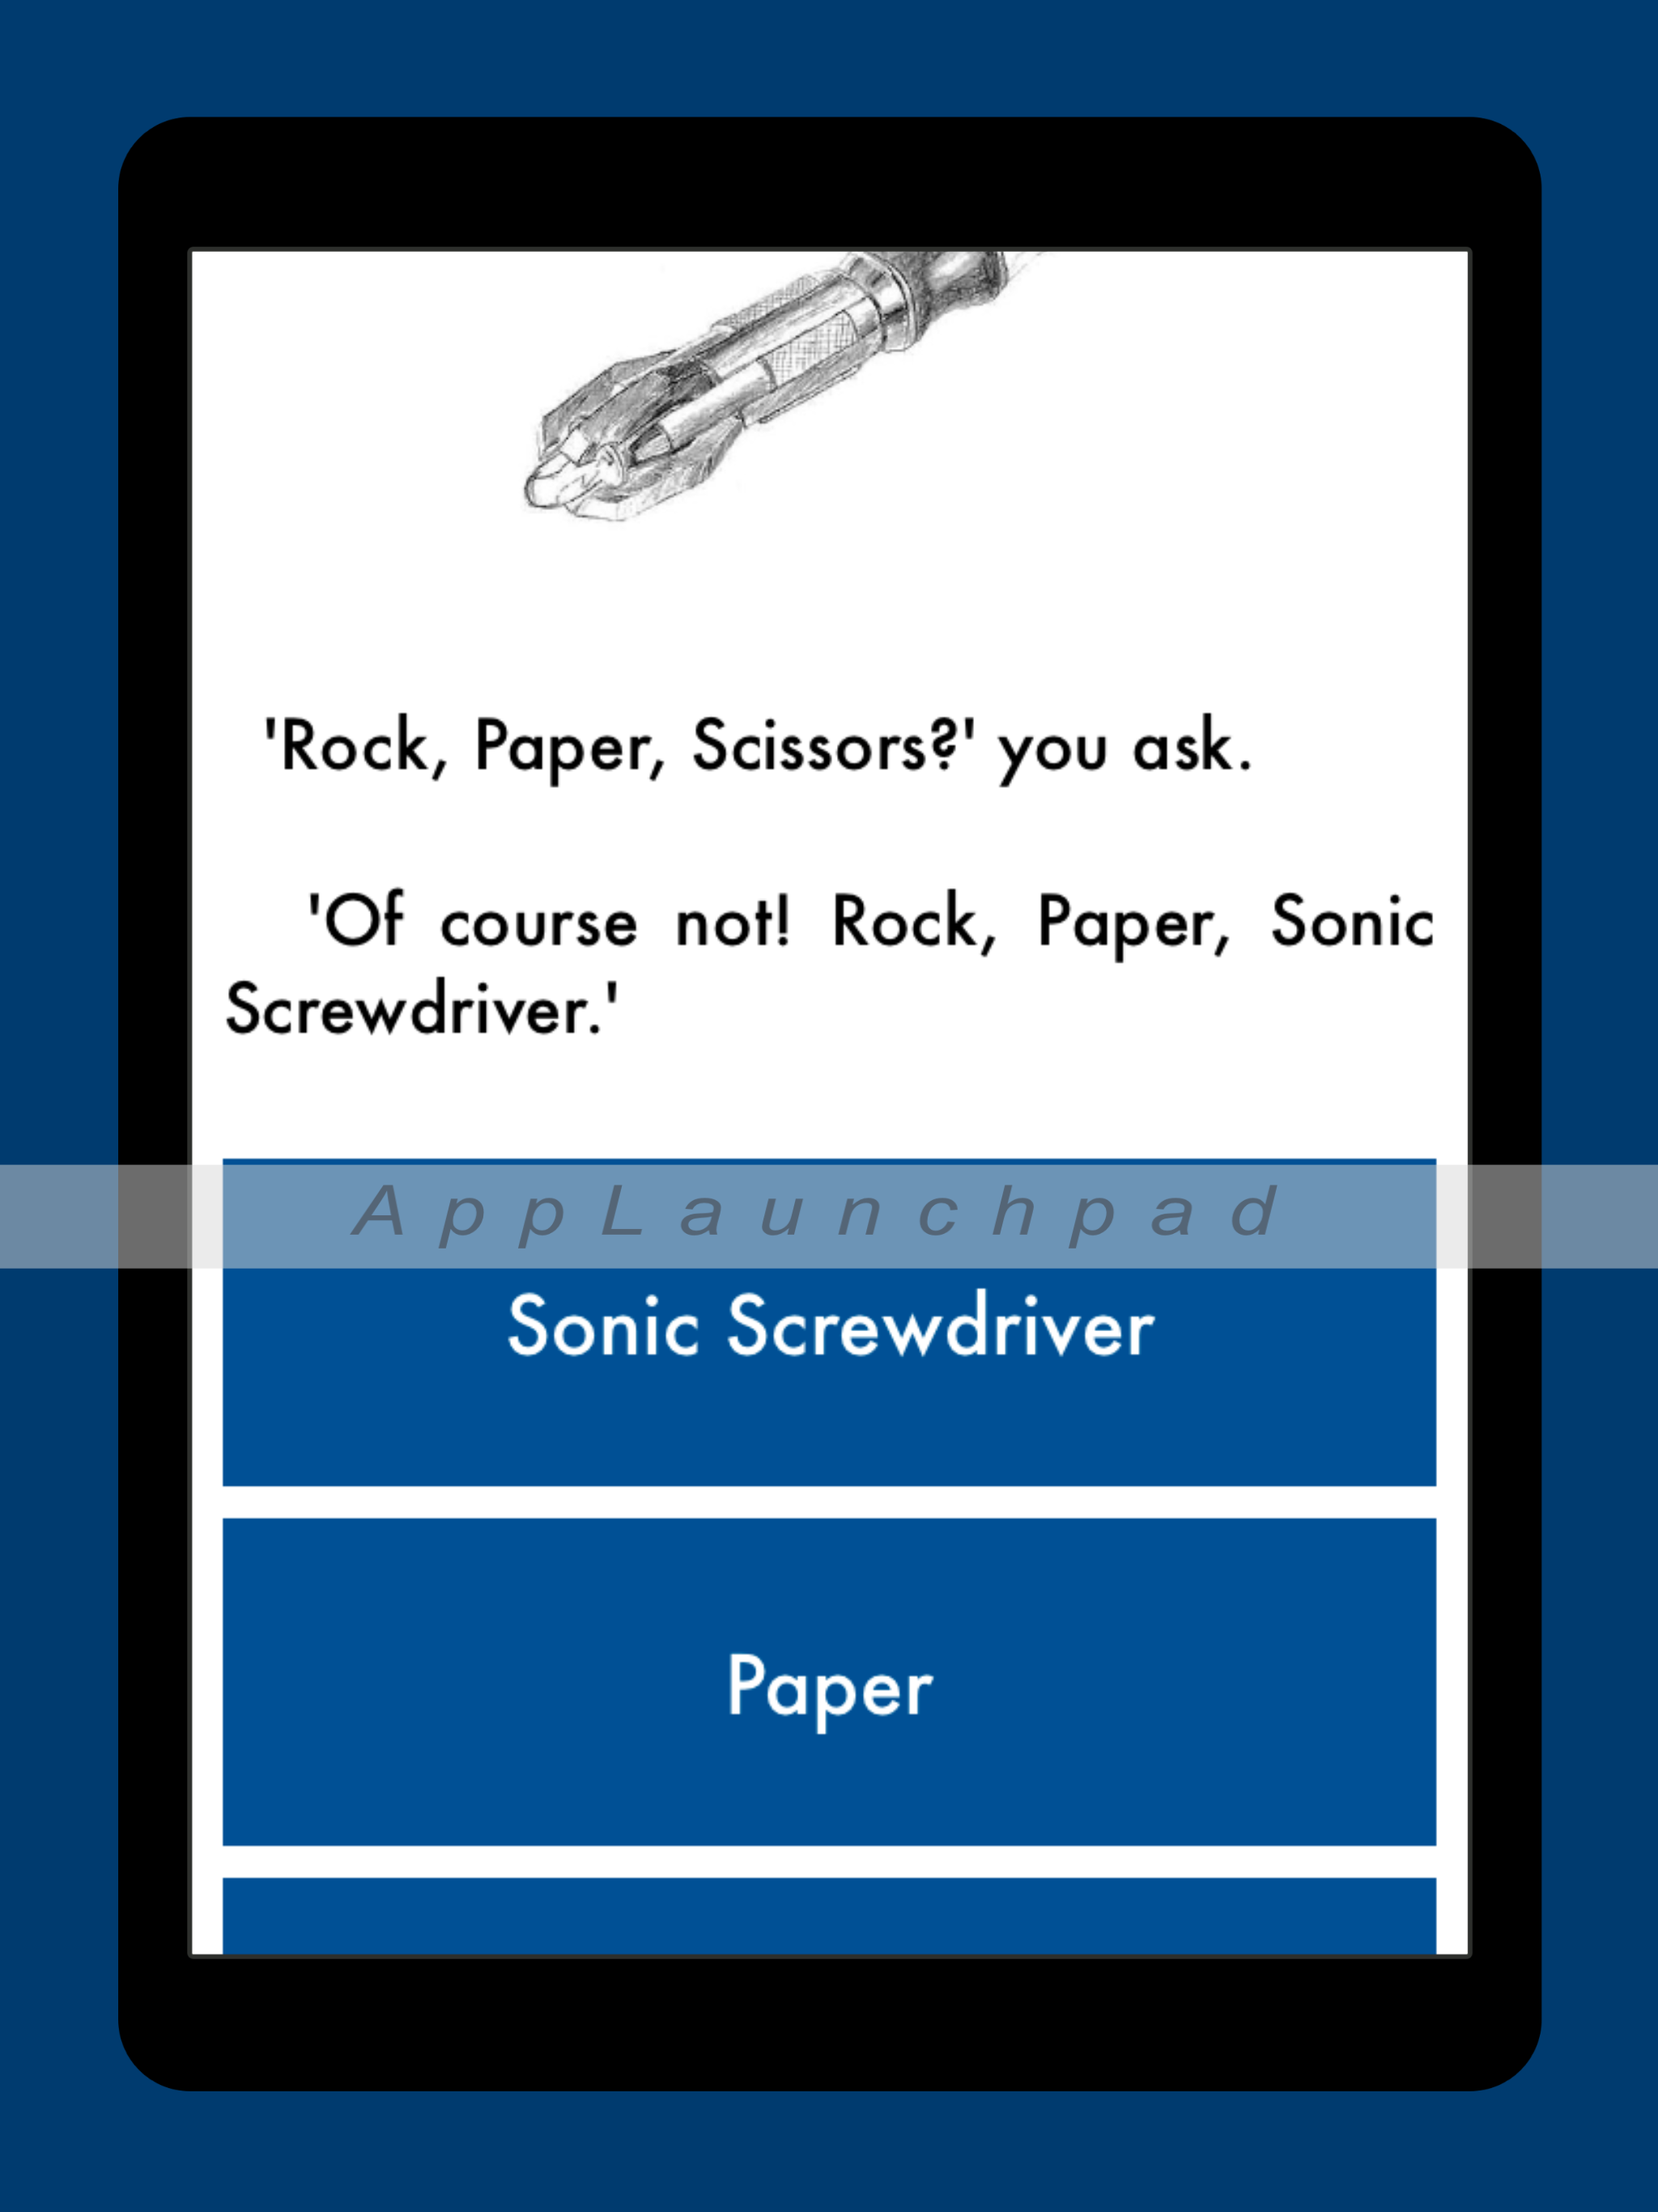 'Rock, Paper, Scissors?' you ask.
'Of course not! Rock, Paper, Sonic
Screwdriver.'
AppLaunchpad
Sonic Screwdriver
Paper